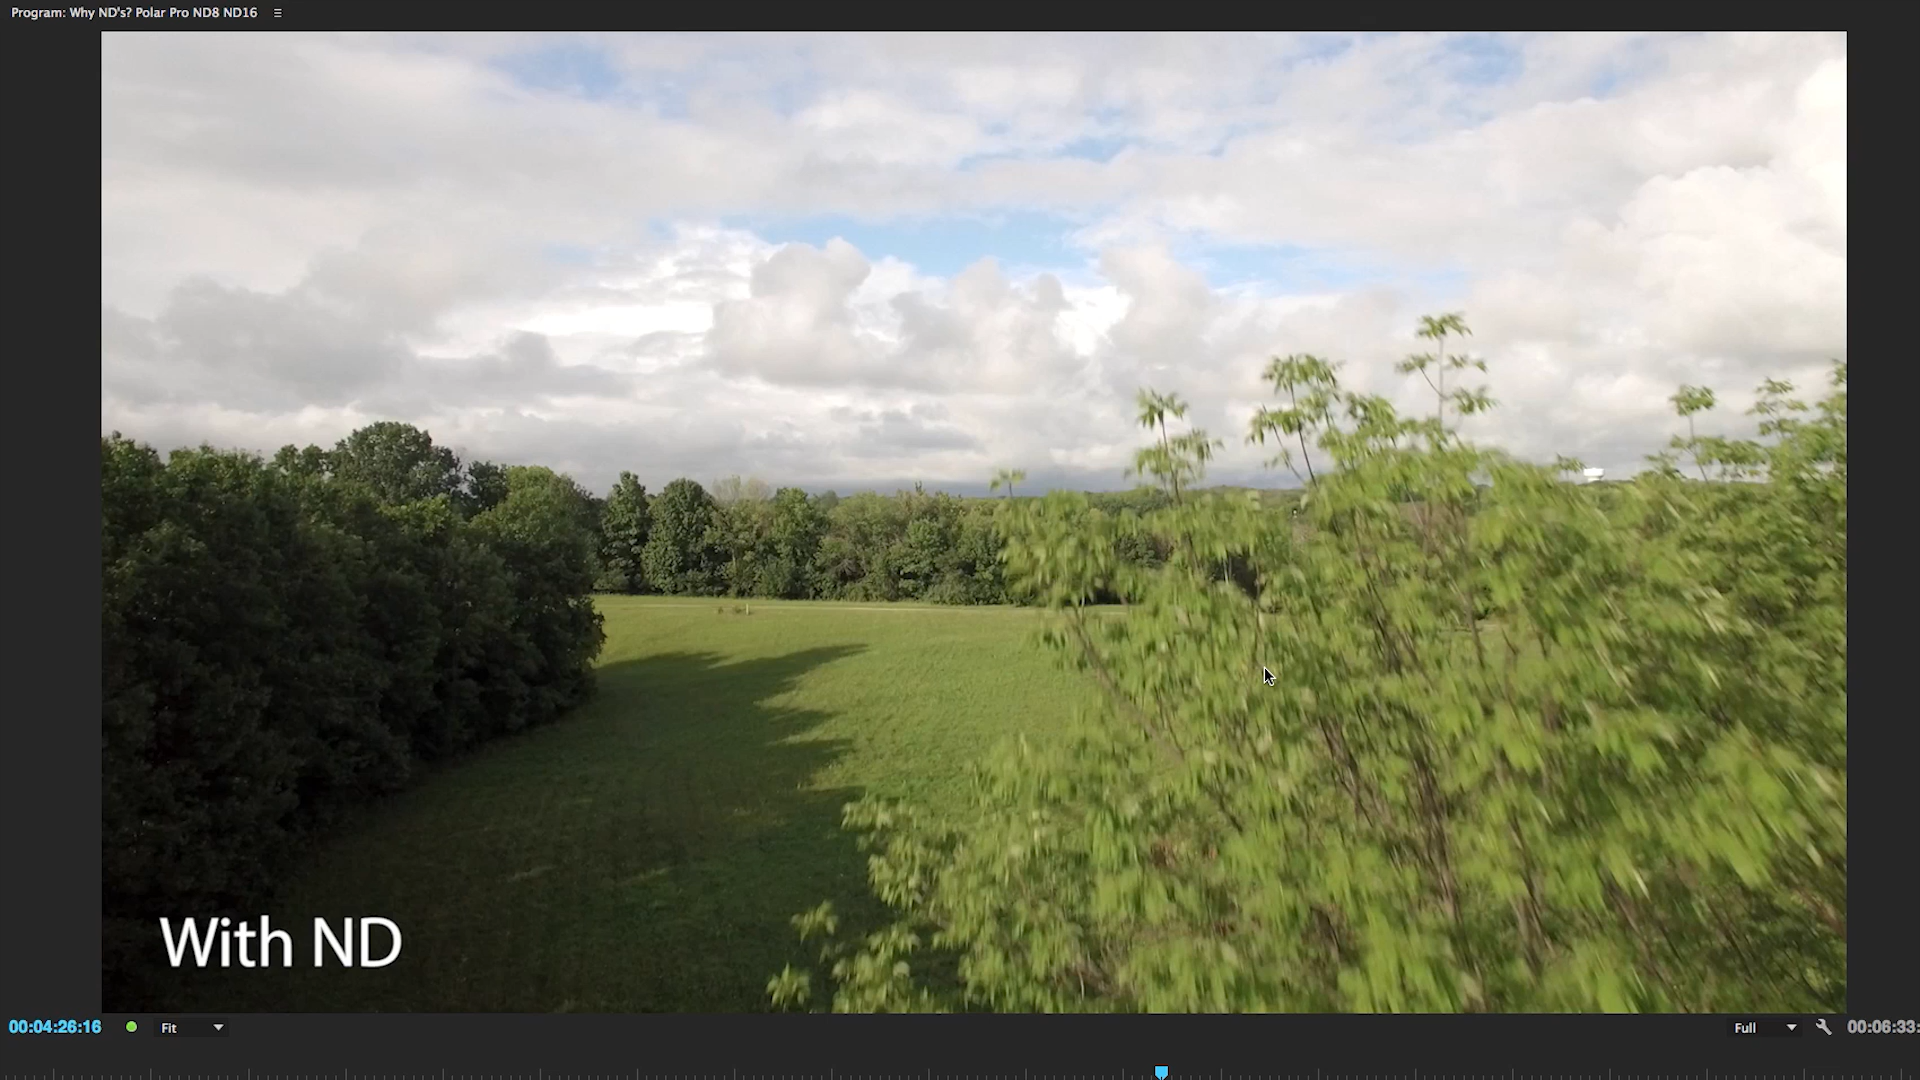 Program: Why ND's? Polar Pro ND8 ND16
With ND
00:04:26:16
Fit
Full
00:06:33: